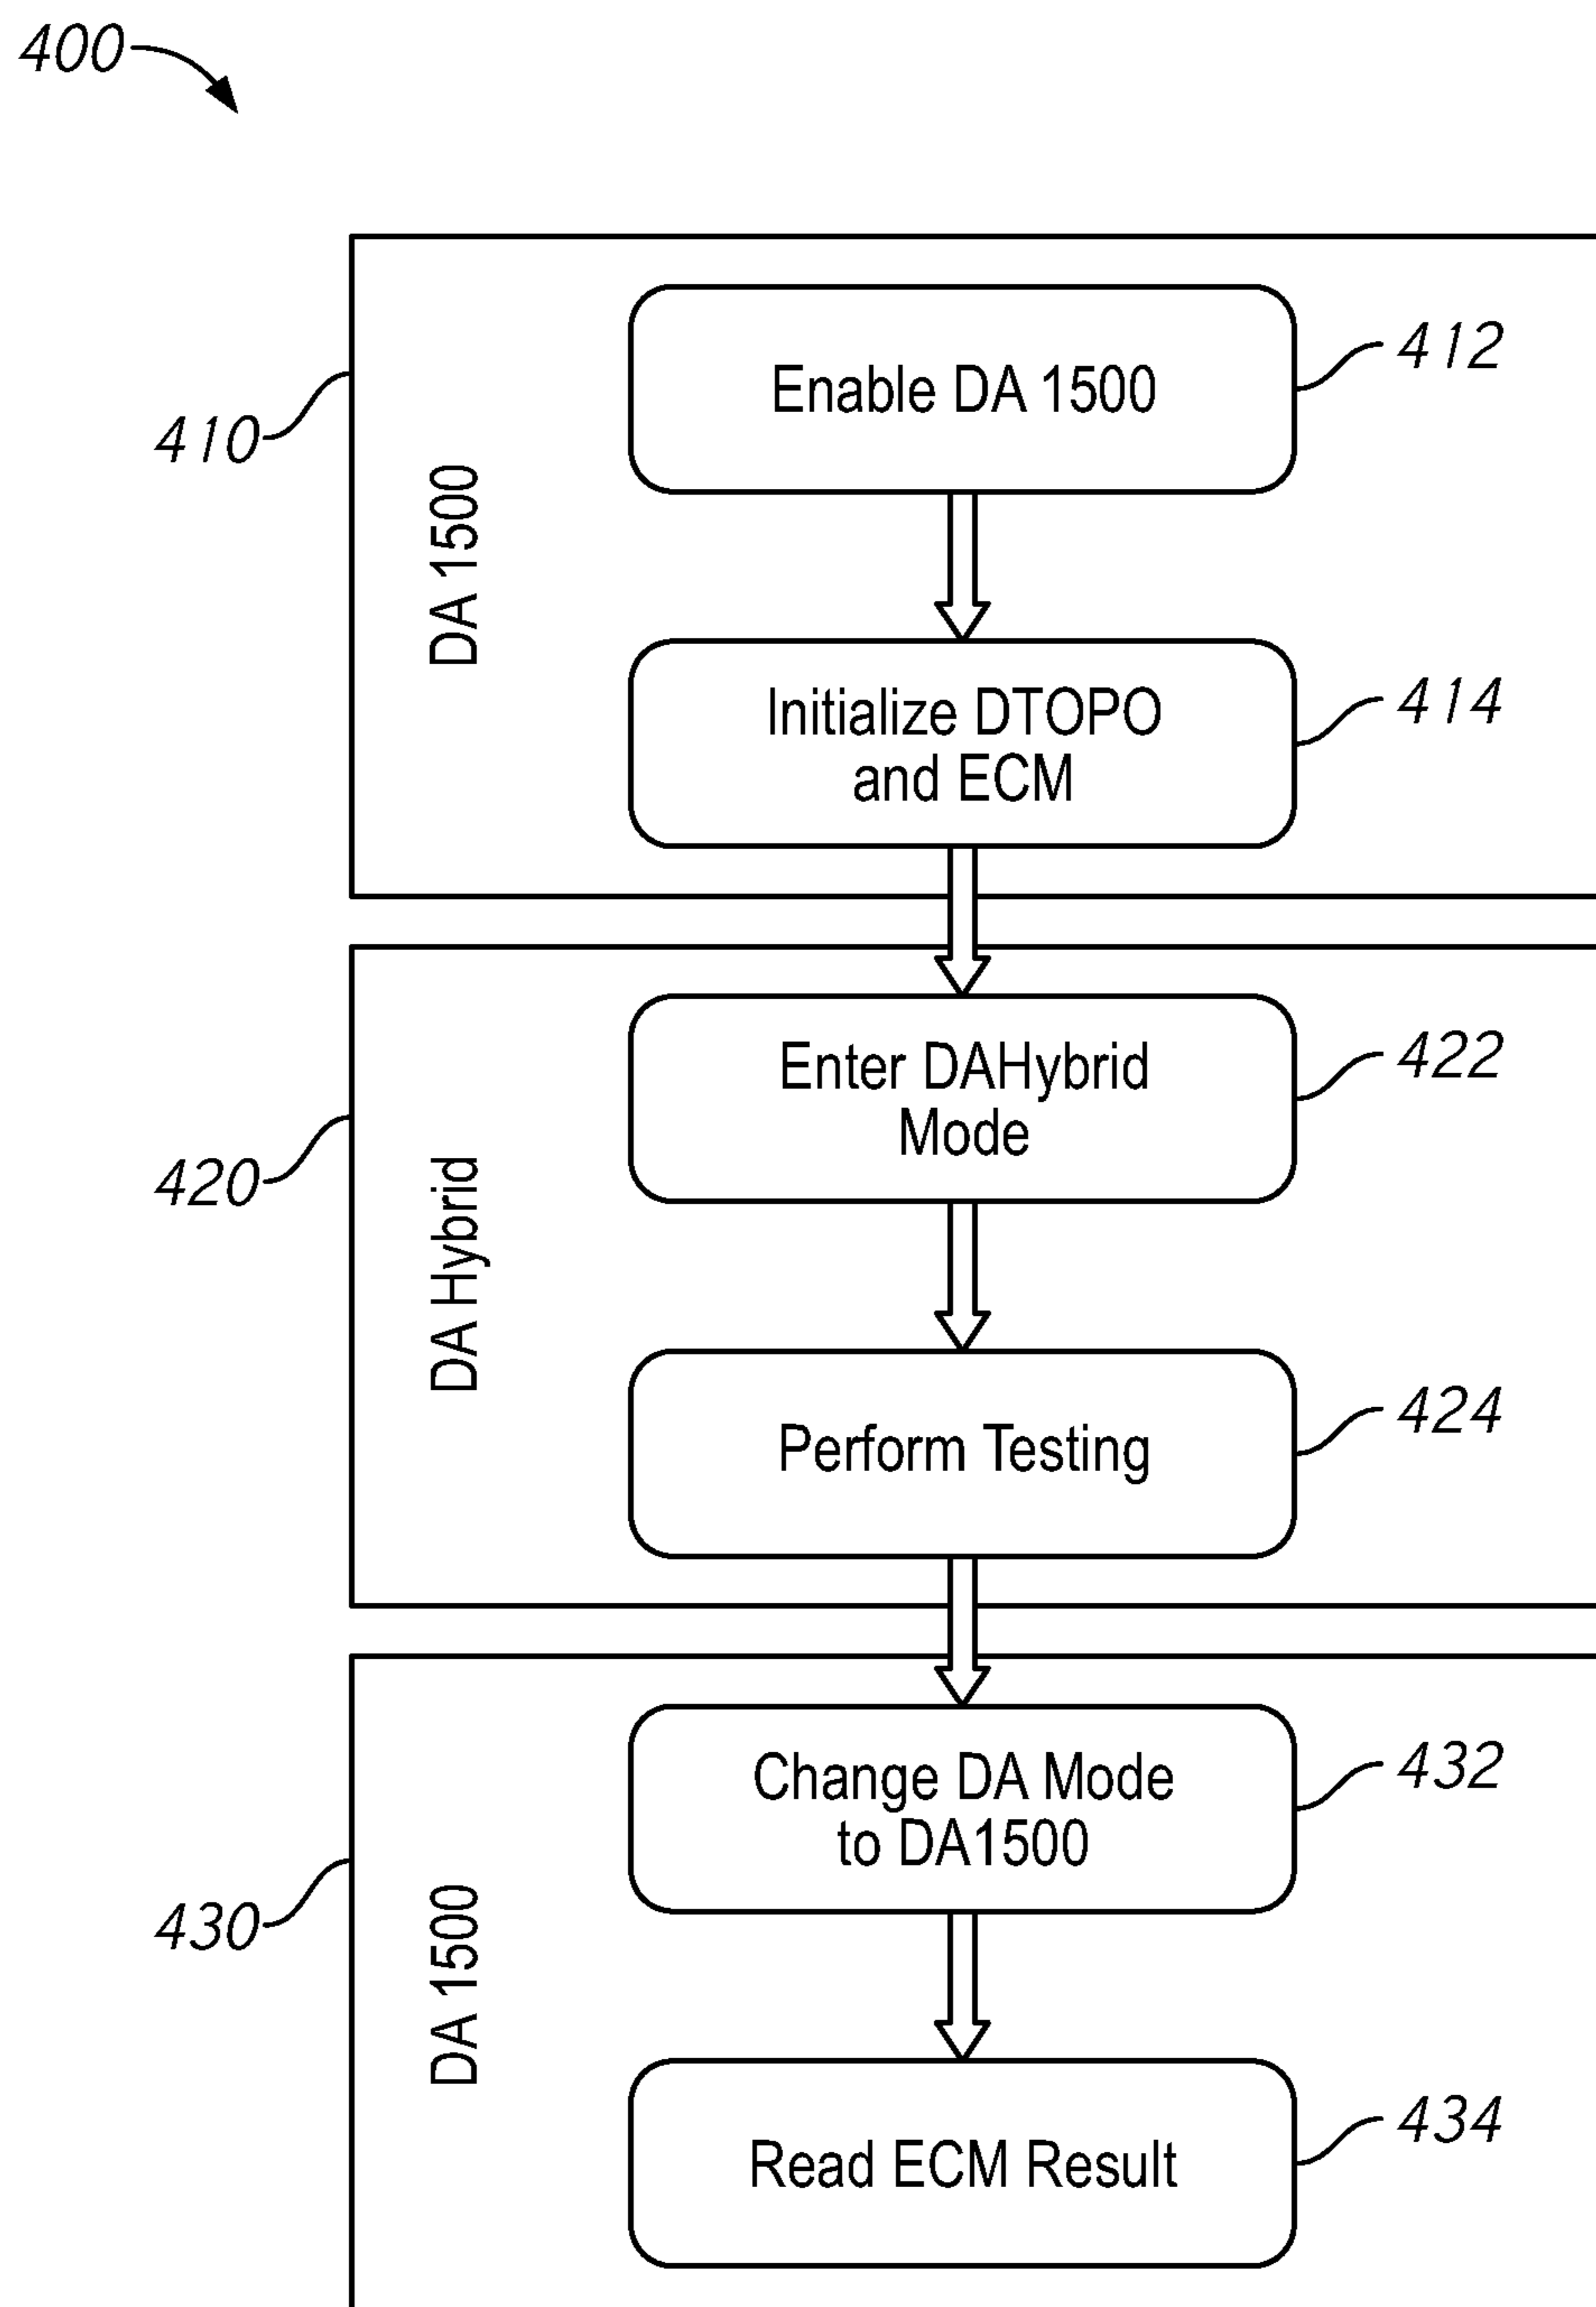 400
410
DA 1500
Enable DA 1500
412
Initialize DTOPO
and ECM
414
420
DA Hybrid
Enter DAHybrid
Mode
422
Perform Testing
424
430
DA 1500
Change DA Mode
to DA1500
432
Read ECM Result
434